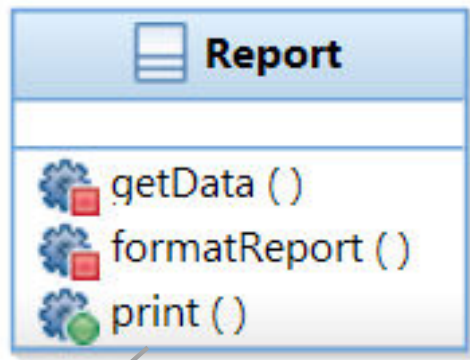 Report
getData ( )
formatReport ( )
print ( )